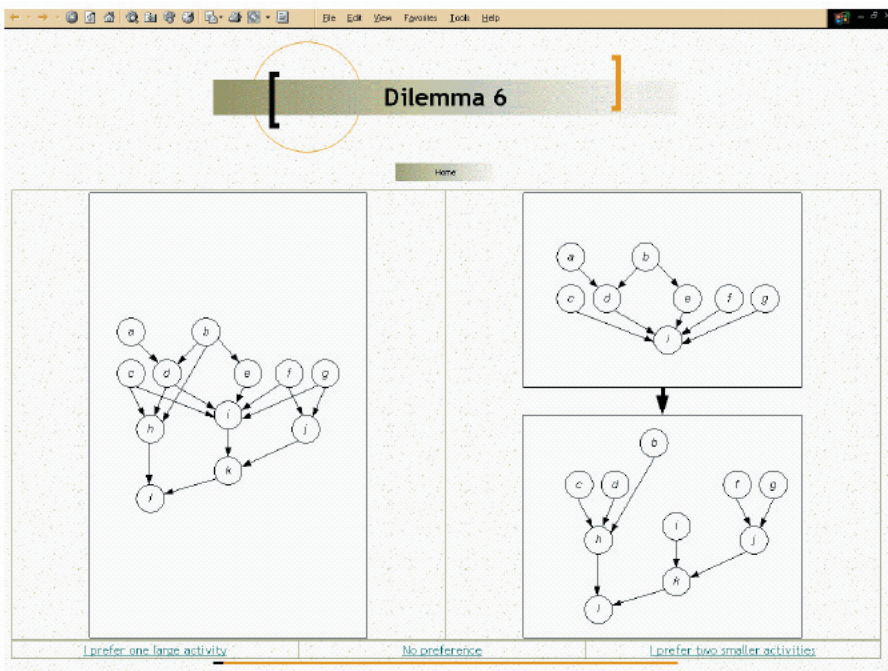 File Edit View Favorites Tools Help
Dilemma 6
Home
a b
c d e f g
h i j
k
l
a b
c d e f g
i
b
c d f g
i
h j
k
l
I prefer one large activity No preference I prefer two smaller activities